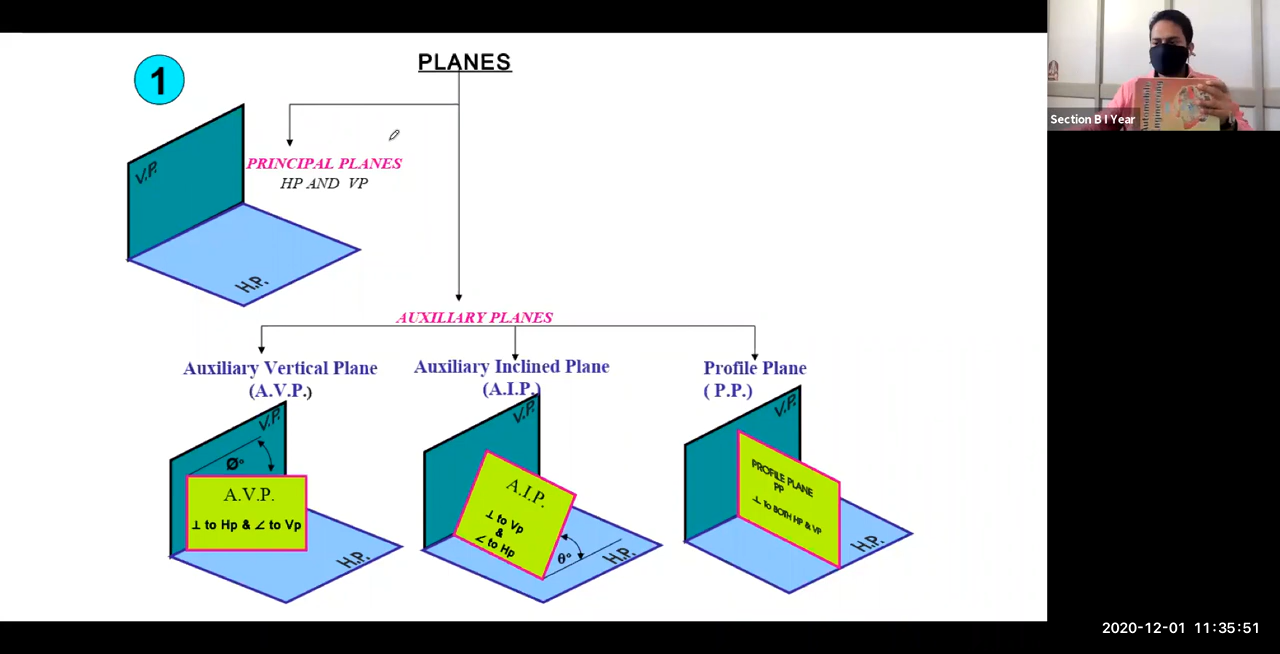 PLANES
1
V.P.
PRINCIPAL PLANES
HP AND VP
H.P.
AUXILIARY PLANES
Auxiliary Vertical Plane
(A.V.P.)
Auxiliary Inclined Plane
(A.I.P.)
Profile Plane
( P.P.)
V.P.
Ø°
A.V.P.
⊥ to Hp & ∠ to Vp
H.P.
V.P.
A.I.P.
⊥ to Vp
&
∠ to Hp
θ°
H.P.
V.P.
PROFILE PLANE
PP
⊥ To BOTH HP & VP
H.P.
Automobile
Engineering
Section B I Year
2020-12-01 11:35:51